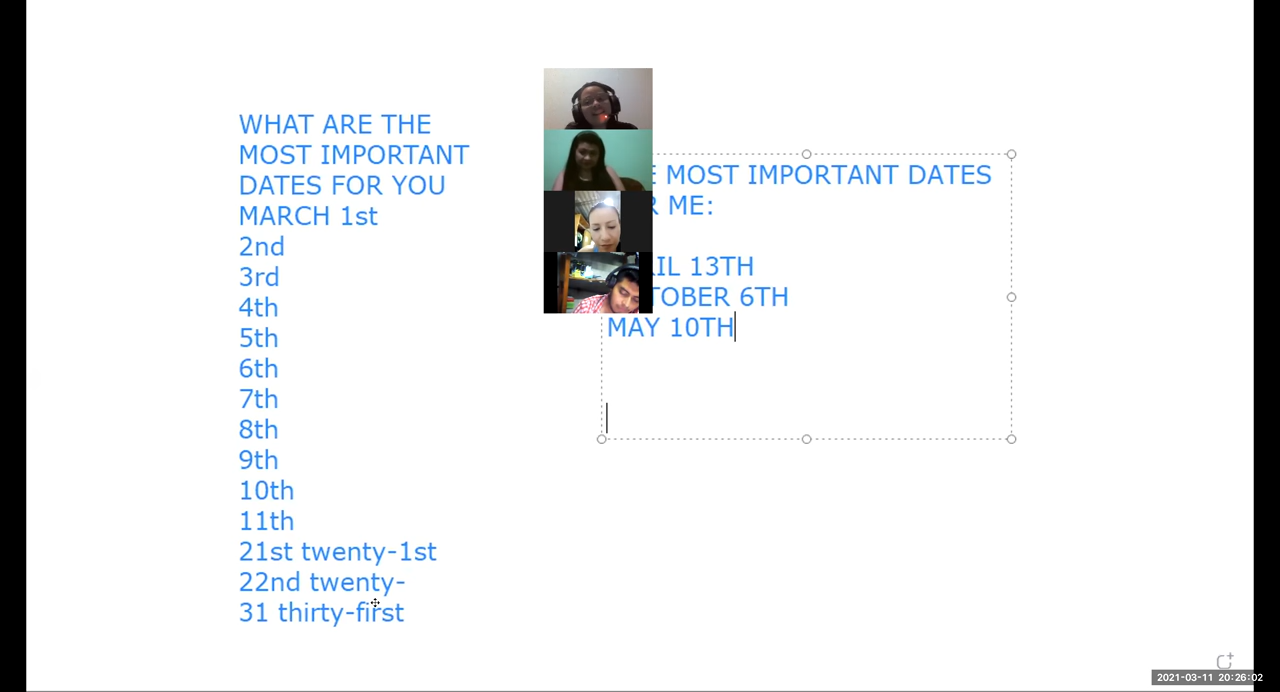 WHAT ARE THE
MOST IMPORTANT
DATES FOR YOU
MARCH 1st
2nd
3rd
4th
5th
6th
7th
8th
9th
10th
11th
21st twenty-1st
22nd twenty-
31 thirty-first
MOST IMPORTANT DATES
ME:
13TH
6TH
MAY 10TH
2021-03-11 20:26:02